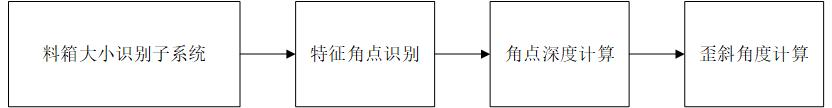 料箱大小识别子系统
特征角点识别
角点深度计算
歪斜角度计算